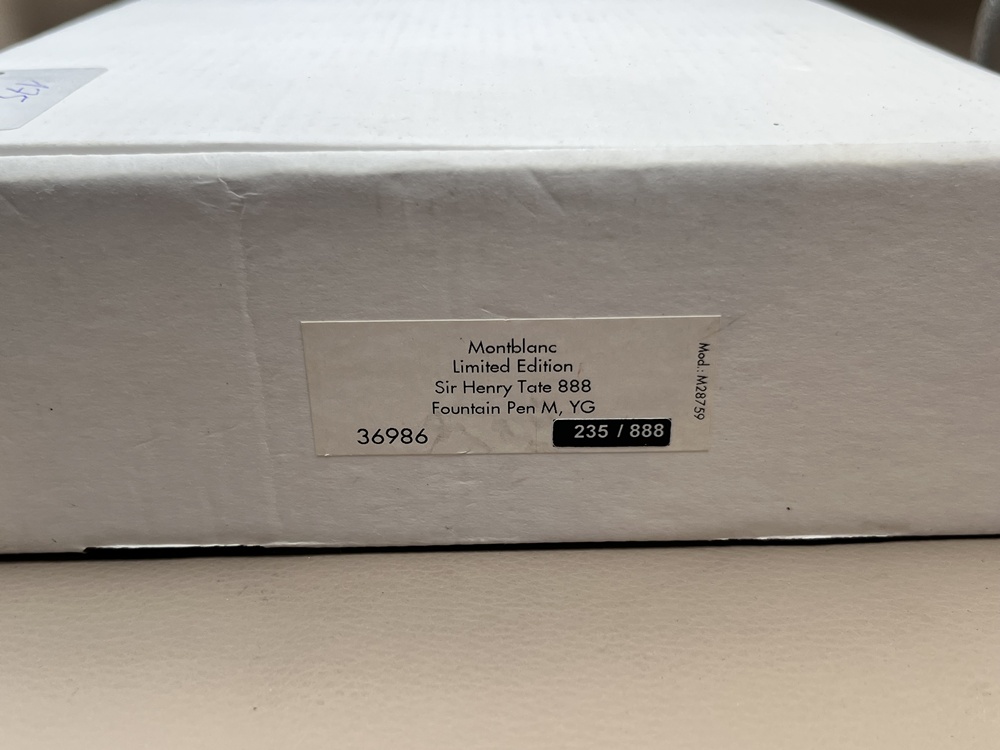 Montblanc
Limited Edition
Sir Henry Tate 888
Fountain Pen M, YG
36986 235 / 888
Mod.: M28759